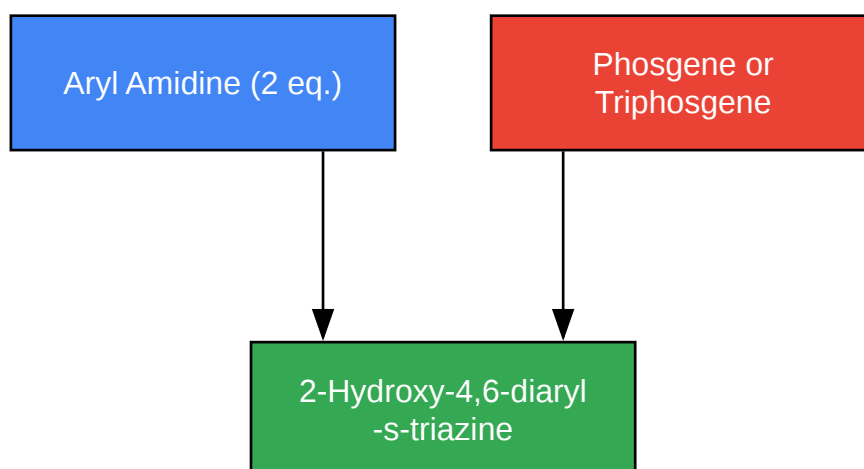 Aryl Amidine (2 eq.)
Phosgene or
Triphosgene
2-Hydroxy-4,6-diaryl
-s-triazine